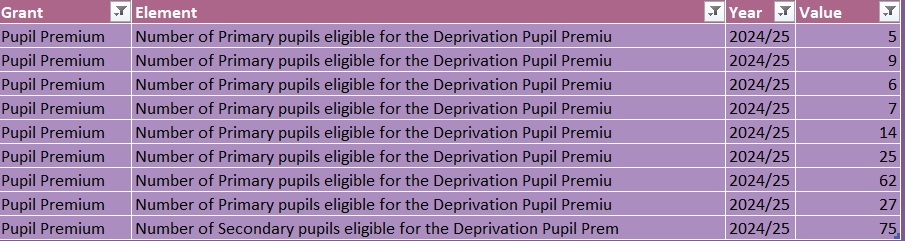 Grant Element Year Value
Pupil Premium Number of Primary pupils eligible for the Deprivation Pupil Premiu 2024/25 5
Pupil Premium Number of Primary pupils eligible for the Deprivation Pupil Premiu 2024/25 9
Pupil Premium Number of Primary pupils eligible for the Deprivation Pupil Premiu 2024/25 6
Pupil Premium Number of Primary pupils eligible for the Deprivation Pupil Premiu 2024/25 7
Pupil Premium Number of Primary pupils eligible for the Deprivation Pupil Premiu 2024/25 14
Pupil Premium Number of Primary pupils eligible for the Deprivation Pupil Premiu 2024/25 25
Pupil Premium Number of Primary pupils eligible for the Deprivation Pupil Premiu 2024/25 62
Pupil Premium Number of Primary pupils eligible for the Deprivation Pupil Premiu 2024/25 27
Pupil Premium Number of Secondary pupils eligible for the Deprivation Pupil Prem 2024/25 75